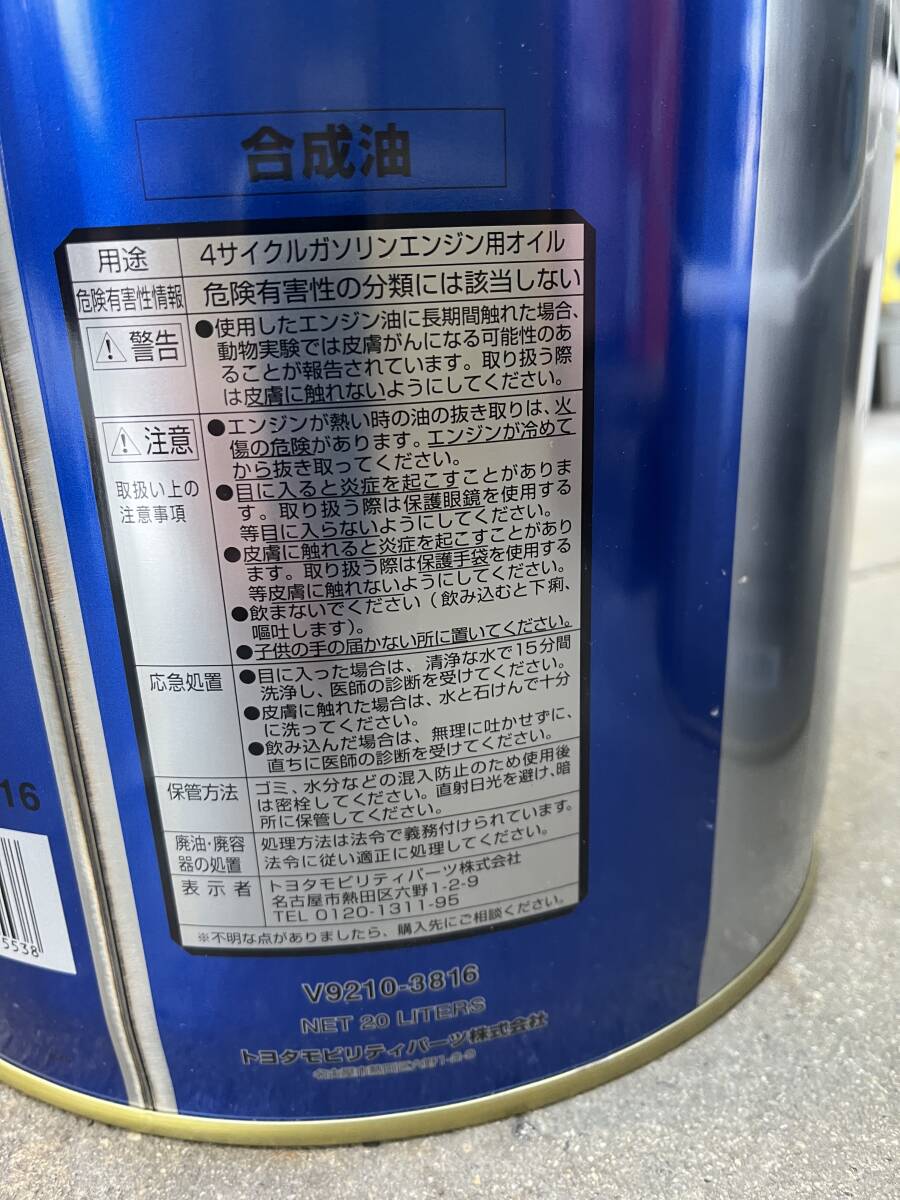 合成油
用途
4サイクルガソリンエンジン用オイル
危険有害性情報
危険有害性の分類には該当しない
警告
●使用したエンジン油に長期間触れた場合、
動物実験では皮膚がんになる可能性のあ
ることが報告されています。取り扱う際
は皮膚に触れないようにしてください。
注意
取扱い上の
注意事項
●エンジンが熱い時の油の抜き取りは、火
傷の危険があります。エンジンが冷めて
から抜き取ってください。
●目に入ると炎症を起こすことがありま
す。取り扱う際は保護眼鏡を使用する
等目に入らないようにしてください。
●皮膚に触れると炎症を起こすことがあり
ます。取り扱う際は保護手袋を使用する
等皮膚に触れないようにしてください。
●飲まないでください（飲み込むと下痢、
嘔吐します）。
●子供の手の届かない所に置いてください。
応急処置
●目に入った場合は、清浄な水で15分間
洗浄し、医師の診断を受けてください。
●皮膚に触れた場合は、水と石けんで十分
に洗ってください。
●飲み込んだ場合は、無理に吐かせずに、
直ちに医師の診断を受けてください。
保管方法
ゴミ、水分などの混入防止のため使用後
は密栓してください。直射日光を避け、暗
所に保管してください。
廃油・廃容
器の処置
処理方法は法令で義務付けられています。
法令に従い適正に処理してください。
表示者
トヨタモビリティパーツ株式会社
名古屋市熱田区六野1-2-9
TEL 0120-1311-95
※不明な点がありましたら、購入先にご相談ください。
V9210-3816
NET 20 LITERS
トヨタモビリティパーツ株式会社
名古屋市熱田区六野1-2-9
16
5538